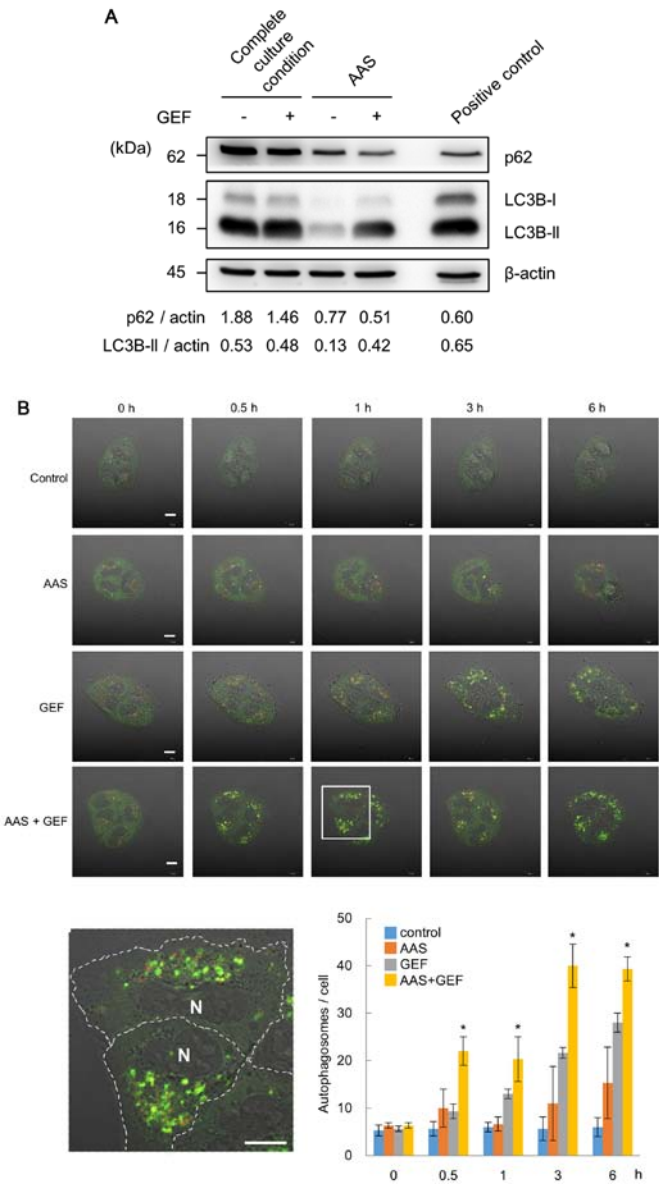 A
Complete
culture
condition
AAS
Positive control
GEF - + - +
(kDa)
62 p62
18 LC3B-I
16 LC3B-II
45 β-actin
p62 / actin 1.88 1.46 0.77 0.51 0.60
LC3B-II / actin 0.53 0.48 0.13 0.42 0.65
B
0 h 0.5 h 1 h 3 h 6 h
Control
AAS
GEF
AAS + GEF
N
N
50
40
30
20
10
0
Autophagosomes / cell
control
AAS
GEF
AAS+GEF
* * * *
0 0.5 1 3 6 h